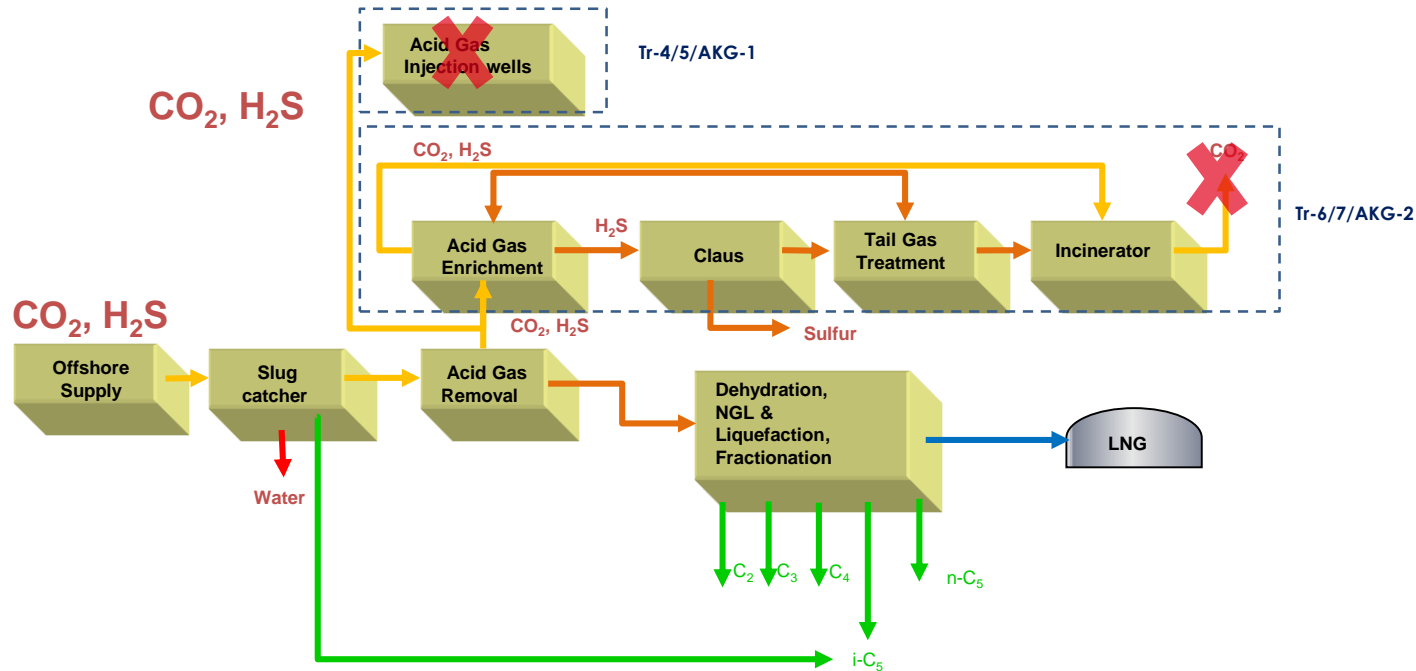 Acid Gas
Injection wells
Tr-4/5/AKG-1
CO₂, H₂S
CO₂, H₂S
CO₂
Tr-6/7/AKG-2
Acid Gas
Enrichment
H₂S
Claus
Tail Gas
Treatment
Incinerator
CO₂, H₂S
CO₂, H₂S
Sulfur
Offshore
Supply
Slug
catcher
Acid Gas
Removal
Dehydration,
NGL &
Liquefaction,
Fractionation
LNG
Water
C₂
C₃
C₄
n-C₅
i-C₅